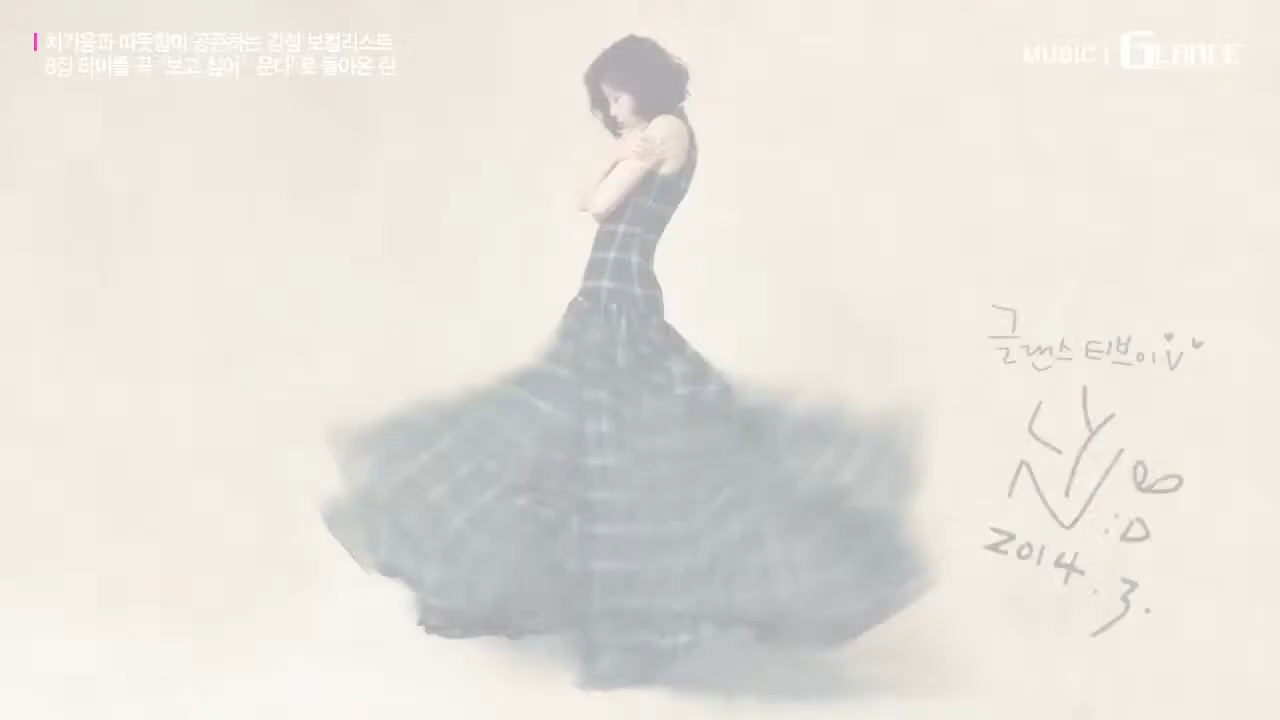 차가움과 따뜻함이 공존하는 감성 보컬리스트
8집 타이틀 곡 '보고 싶어...운다'로 돌아온 린
MUSIC | GLANCE
글랜스 티브이
:D
2014.3.